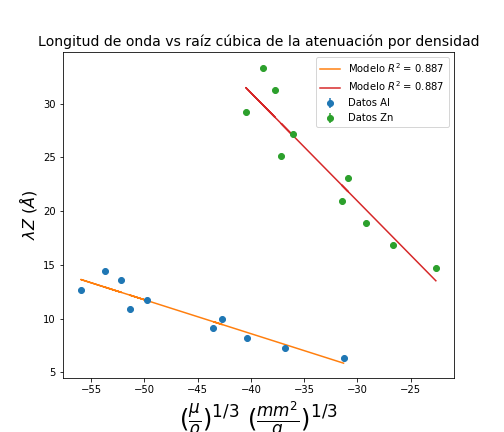 Longitud de onda vs raíz cúbica de la atenuación por densidad
Modelo R² = 0.887
Modelo R² = 0.887
Datos Al
Datos Zn
λZ (Å)
30
25
20
15
10
5
−55 −50 −45 −40 −35 −30 −25
(μ/ρ)^1/3 (mm²/g)^1/3